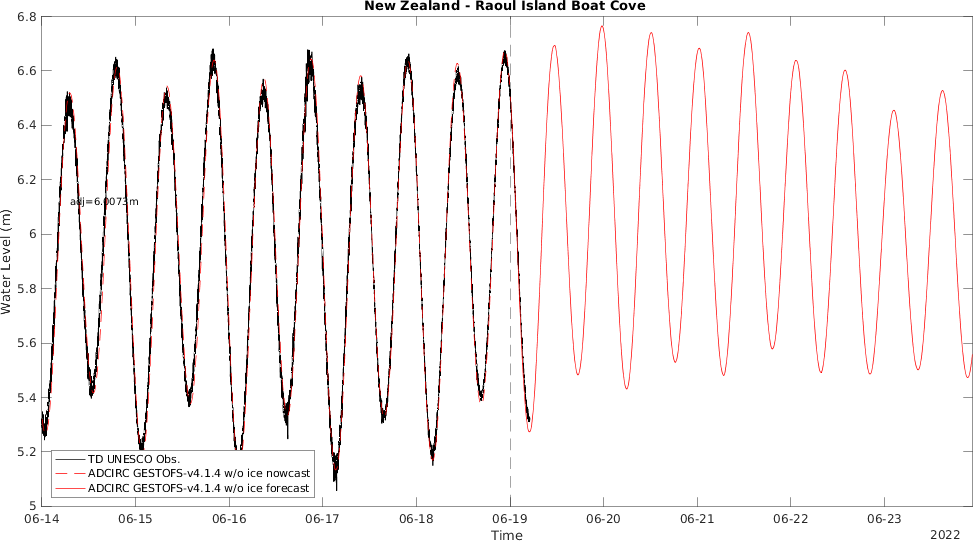 New Zealand - Raoul Island Boat Cove
6.8
6.6
6.4
6.2
6
5.8
5.6
5.4
5.2
5
Water Level (m)
adj=6.0073m
TD UNESCO Obs.
ADCIRC GESTOFS-v4.1.4 w/o ice nowcast
ADCIRC GESTOFS-v4.1.4 w/o ice forecast
06-14 06-15 06-16 06-17 06-18 06-19 06-20 06-21 06-22 06-23
Time
2022